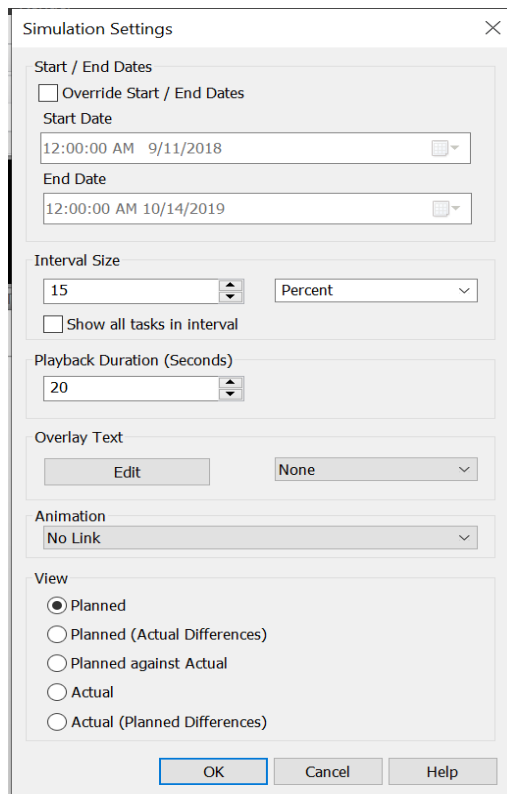 Simulation Settings
Start / End Dates
Override Start / End Dates
Start Date
12:00:00 AM 9/11/2018
End Date
12:00:00 AM 10/14/2019
Interval Size
15 Percent
Show all tasks in interval
Playback Duration (Seconds)
20
Overlay Text
Edit None
Animation
No Link
View
Planned
Planned (Actual Differences)
Planned against Actual
Actual
Actual (Planned Differences)
OK Cancel Help